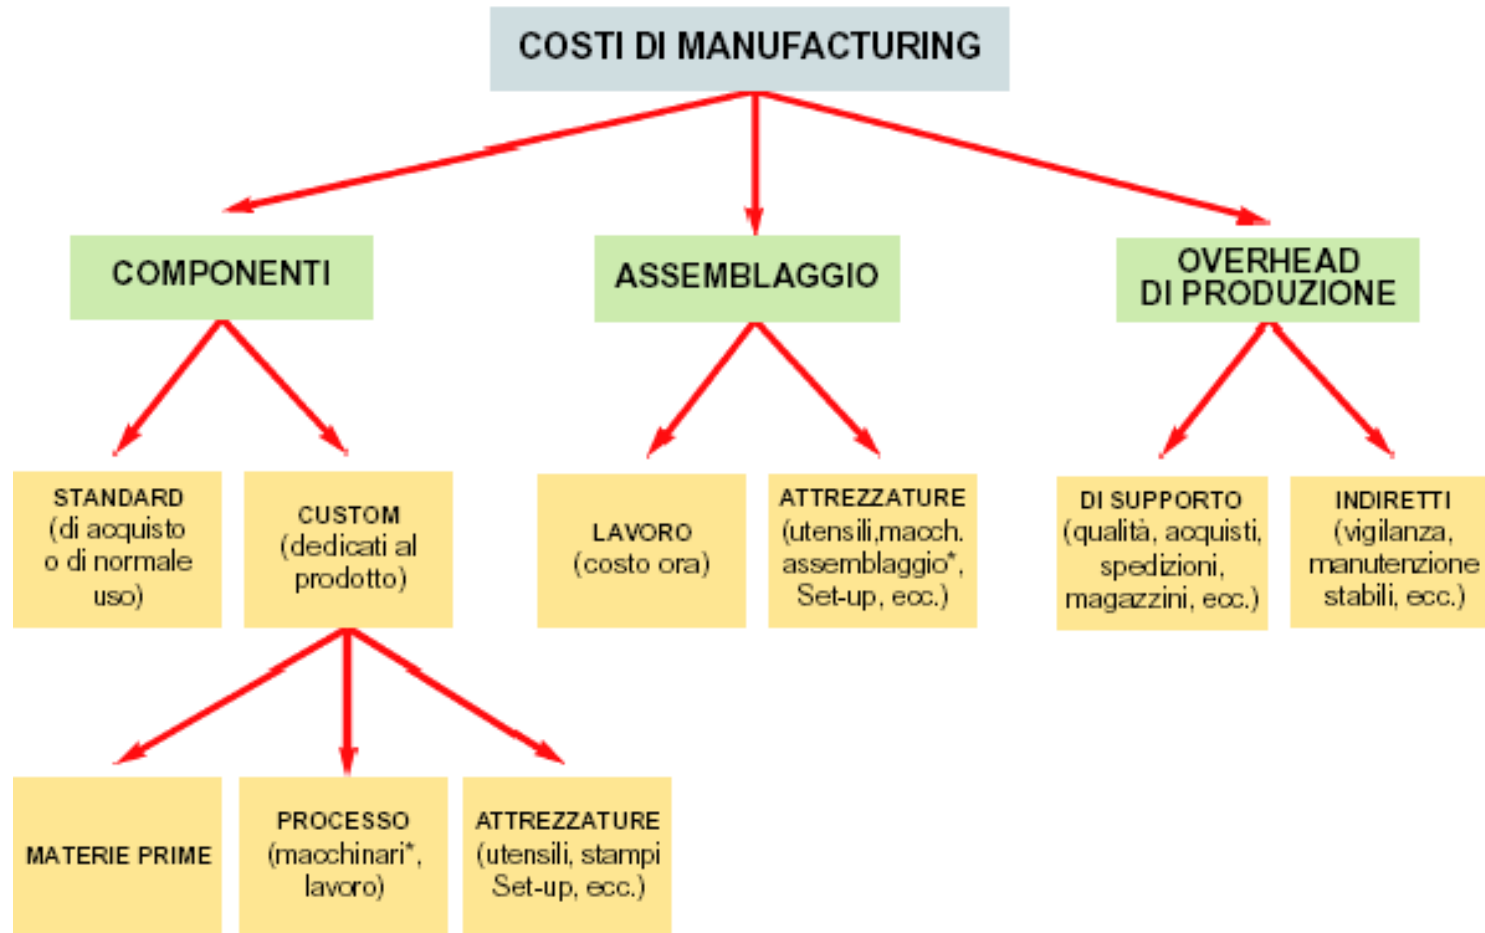 COSTI DI MANUFACTURING
COMPONENTI
ASSEMBLAGGIO
OVERHEAD
DI PRODUZIONE
STANDARD
(di acquisto
o di normale
uso)
CUSTOM
(dedicati al
prodotto)
LAVORO
(costo ora)
ATTREZZATURE
(utensili,macch.
assemblaggio*,
Set-up, ecc.)
DI SUPPORTO
(qualità, acquisti,
spedizioni,
magazzini, ecc.)
INDIRETTI
(vigilanza,
manutenzione
stabili, ecc.)
MATERIE PRIME
PROCESSO
(macchinari*,
lavoro)
ATTREZZATURE
(utensili, stampi
Set-up, ecc.)